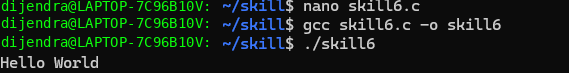 dijendra@LAPTOP-7C96B10V: ~/skill$ nano skill6.c
dijendra@LAPTOP-7C96B10V: ~/skill$ gcc skill6.c -o skill6
dijendra@LAPTOP-7C96B10V: ~/skill$ ./skill6
Hello World